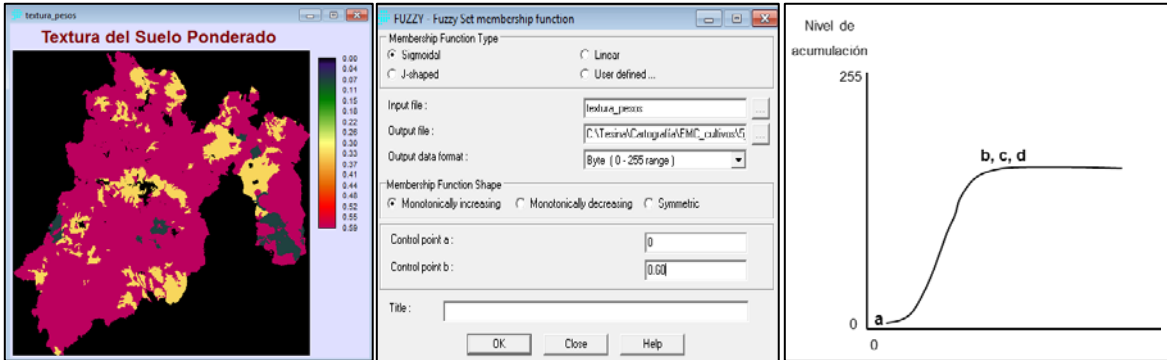 textura_pesos
Textura del Suelo Ponderado
0.00
0.04
0.07
0.11
0.15
0.18
0.22
0.26
0.30
0.33
0.37
0.41
0.44
0.48
0.52
0.55
0.59
FUZZY - Fuzzy Set membership function
Membership Function Type
Sigmoidal
Linear
J-shaped
User defined ...
Input file :
textura_pesos
...
Output file :
C:\Tesina\Cartografia\EMC_cultivos\5_
...
Output data format :
Byte ( 0 - 255 range )
Membership Function Shape
Monotonically increasing
Monotonically decreasing
Symmetric
Control point a :
0
Control point b :
0.60
Title :
OK
Close
Help
Nivel de
acumulación
255
b, c, d
a
0
0